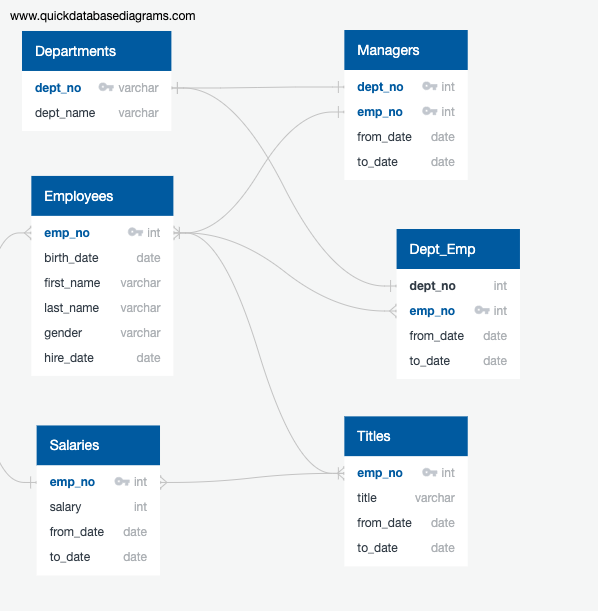 www.quickdatabasediagrams.com
Departments
dept_no varchar
dept_name varchar
Managers
dept_no int
emp_no int
from_date date
to_date date
Employees
emp_no int
birth_date date
first_name varchar
last_name varchar
gender varchar
hire_date date
Dept_Emp
dept_no int
emp_no int
from_date date
to_date date
Salaries
emp_no int
salary int
from_date date
to_date date
Titles
emp_no int
title varchar
from_date date
to_date date